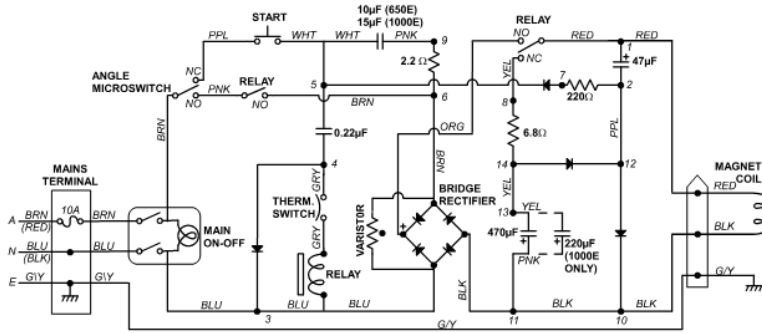 START
10µF (650E)
15µF (1000E)
RELAY
PPL
WHT
WHT
PNK
9
NO
RED
1
RED
NC
NC
47µF
ANGLE
MICROSWITCH
RELAY
2.2 Ω
YEL
5
7
2
NO
PNK
NO
BRN
6
220Ω
8
ORG
BRN
0.22µF
6.8Ω
PPL
4
14
12
MAINS
TERMINAL
GRY
BRN
YEL
MAGNET
COIL
THERM.
SWITCH
BRIDGE
RECTIFIER
RED
10A
13
YEL
A
BRN
(RED)
BRN
MAIN
ON-OFF
VARISTOR
+
470µF
220µF
(1000E
ONLY)
BLK
N
BLU
(BLK)
BLU
GRY
PNK
RELAY
BLK
G/Y
E
G\Y
G\Y
BLU
3
BLU
BLU
11
BLK
10
BLK
G/Y